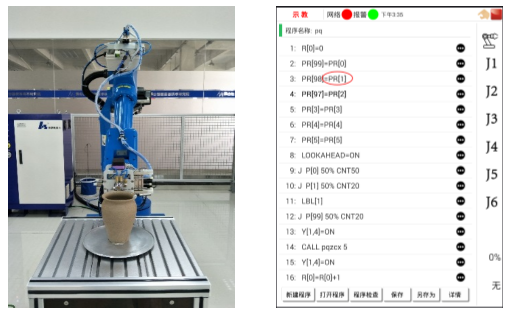 示教 网络 报警 下午3:35
程序名称: pq
1: R[0]=0
2: PR[99]=PR[0]
3: PR[98]=PR[1]
4: PR[97]=PR[2]
5: PR[3]=PR[3]
6: PR[4]=PR[4]
7: PR[5]=PR[5]
8: LOOKAHEAD=ON
9: J P[0] 50% CNT50
10: J P[1] 50% CNT20
11: LBL[1]
12: J P[99] 50% CNT20
13: Y[1,4]=ON
14: CALL pqzcx 5
15: Y[1,4]=ON
16: R[0]=R[0]+1
J1
J2
J3
J4
J5
J6
0%
无
新建程序 打开程序 程序检查 保存 另存为 详情